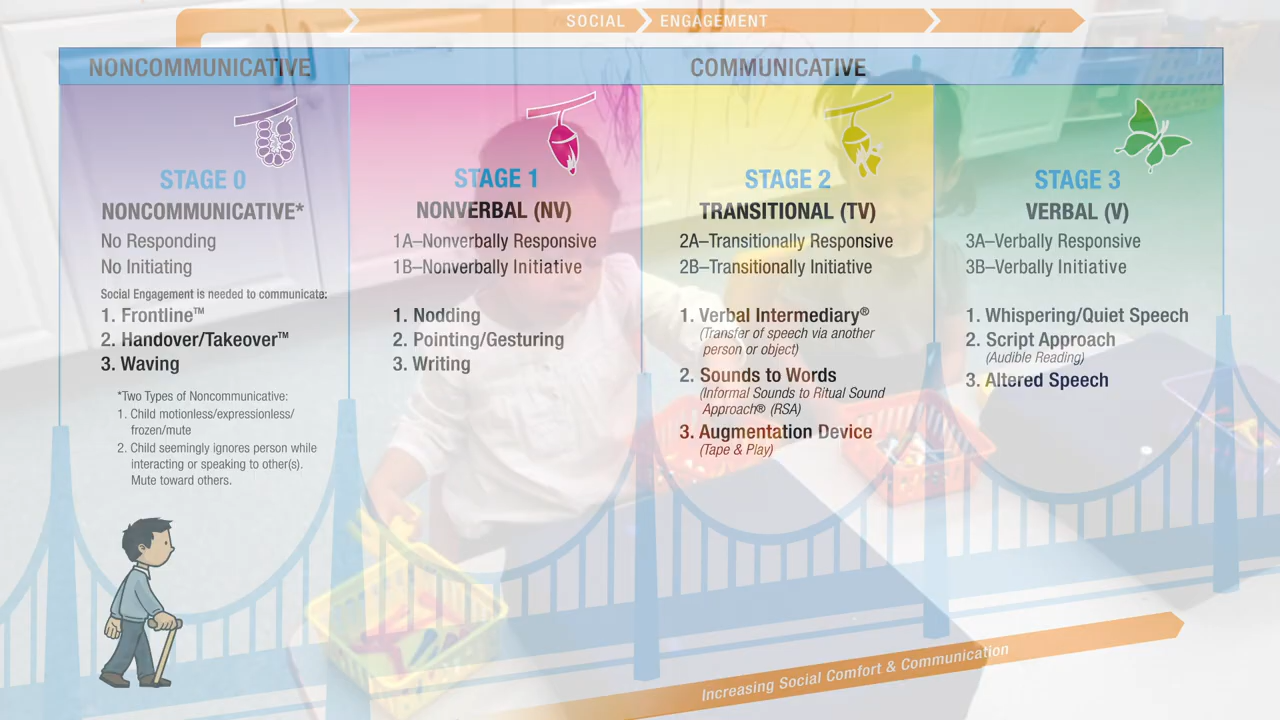 SOCIAL ENGAGEMENT
NONCOMMUNICATIVE
COMMUNICATIVE
STAGE 0
NONCOMMUNICATIVE*
No Responding
No Initiating
Social Engagement is needed to communicate:
1. Frontline™
2. Handover/Takeover™
3. Waving
*Two Types of Noncommunicative:
1. Child motionless/expressionless/
frozen/mute
2. Child seemingly ignores person while
interacting or speaking to other(s).
Mute toward others.
STAGE 1
NONVERBAL (NV)
1A–Nonverbally Responsive
1B–Nonverbally Initiative
1. Nodding
2. Pointing/Gesturing
3. Writing
STAGE 2
TRANSITIONAL (TV)
2A–Transitionally Responsive
2B–Transitionally Initiative
1. Verbal Intermediary®
(Transfer of speech via another
person or object)
2. Sounds to Words
(Informal Sounds to Ritual Sound
Approach® (RSA)
3. Augmentation Device
(Tape & Play)
STAGE 3
VERBAL (V)
3A–Verbally Responsive
3B–Verbally Initiative
1. Whispering/Quiet Speech
2. Script Approach
(Audible Reading)
3. Altered Speech
Increasing Social Comfort & Communication